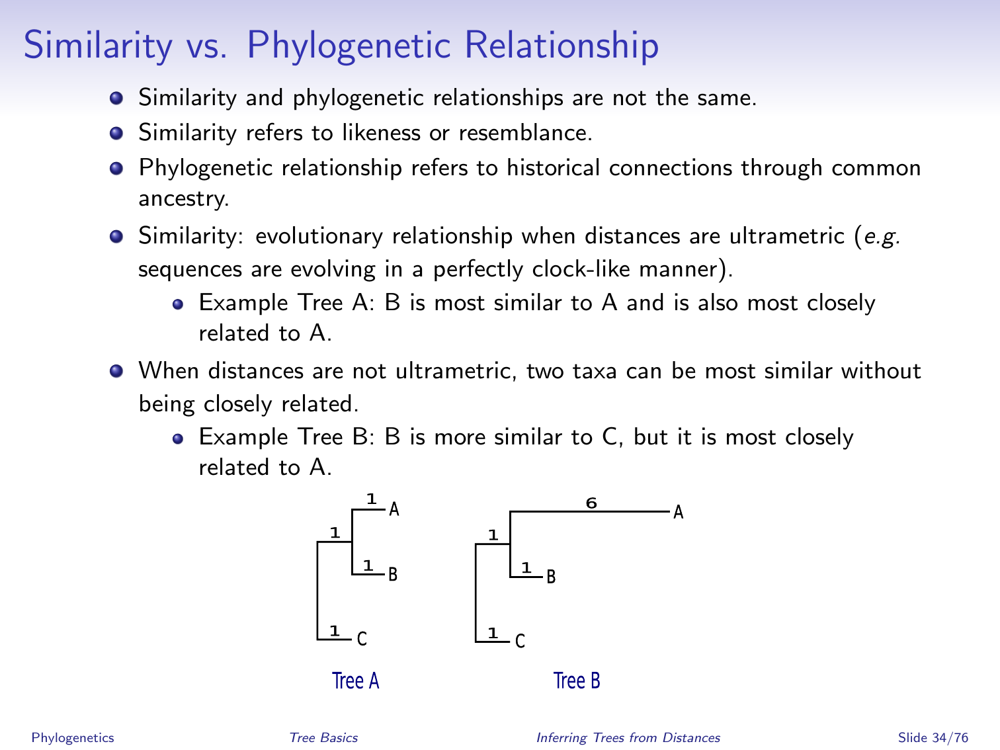 Similarity vs. Phylogenetic Relationship
Similarity and phylogenetic relationships are not the same.
Similarity refers to likeness or resemblance.
Phylogenetic relationship refers to historical connections through common
ancestry.
Similarity: evolutionary relationship when distances are ultrametric (e.g.
sequences are evolving in a perfectly clock-like manner).
Example Tree A: B is most similar to A and is also most closely
related to A.
When distances are not ultrametric, two taxa can be most similar without
being closely related.
Example Tree B: B is more similar to C, but it is most closely
related to A.
1 A
1
1 B
1 C
Tree A
6 A
1
1 B
1 C
Tree B
Phylogenetics Tree Basics Inferring Trees from Distances Slide 34/76